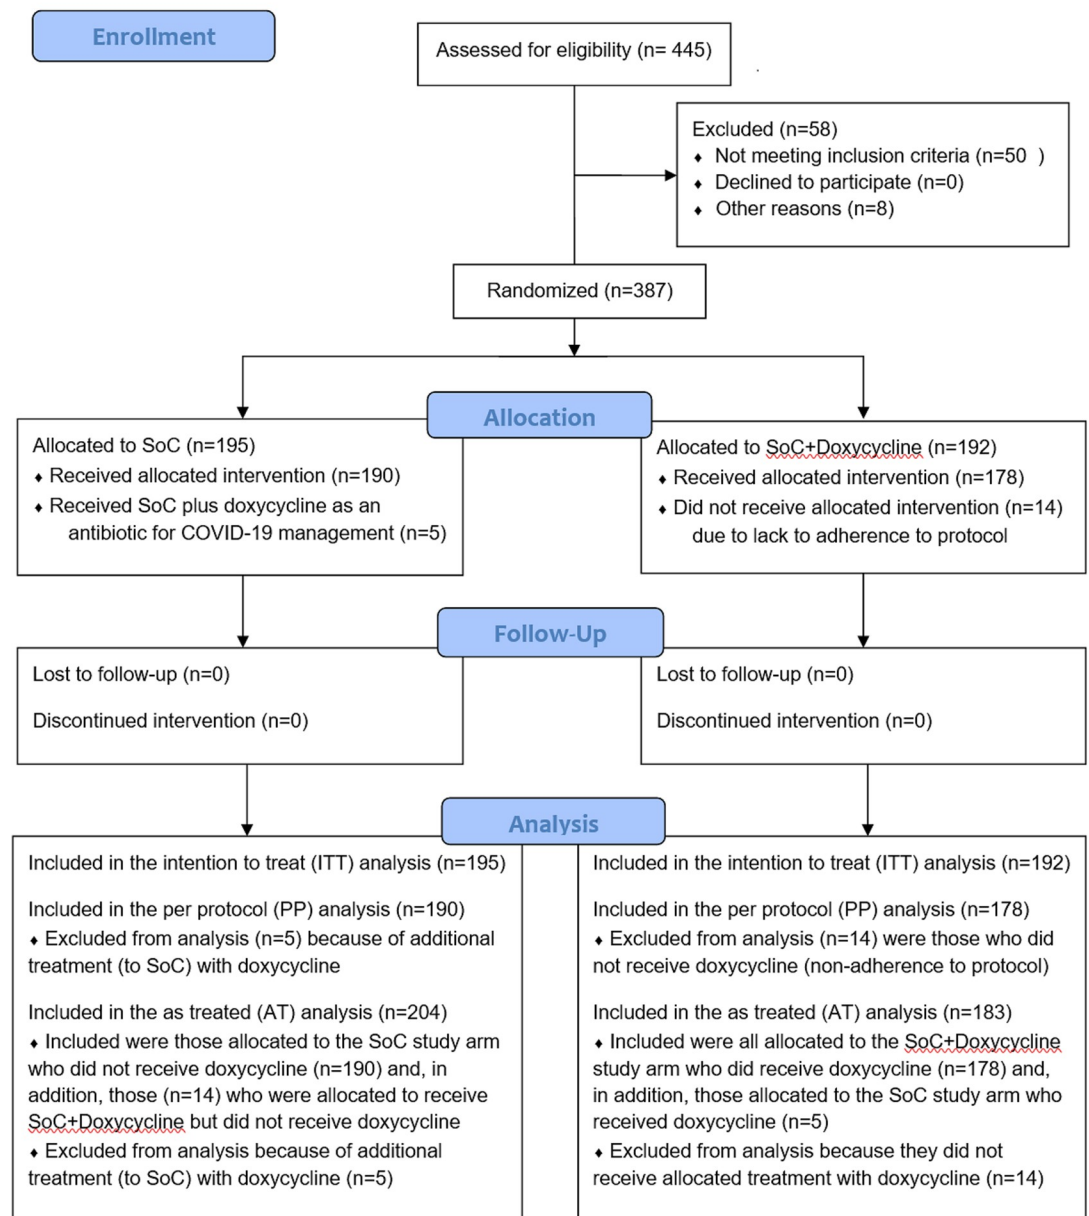 Enrollment
Assessed for eligibility (n= 445)
Excluded (n=58)
♦ Not meeting inclusion criteria (n=50 )
♦ Declined to participate (n=0)
♦ Other reasons (n=8)
Randomized (n=387)
Allocation
Allocated to SoC (n=195)
♦ Received allocated intervention (n=190)
♦ Received SoC plus doxycycline as an
antibiotic for COVID-19 management (n=5)
Allocated to SoC+Doxycycline (n=192)
♦ Received allocated intervention (n=178)
♦ Did not receive allocated intervention (n=14)
due to lack to adherence to protocol
Follow-Up
Lost to follow-up (n=0)
Discontinued intervention (n=0)
Lost to follow-up (n=0)
Discontinued intervention (n=0)
Analysis
Included in the intention to treat (ITT) analysis (n=195)
Included in the per protocol (PP) analysis (n=190)
♦ Excluded from analysis (n=5) because of additional
treatment (to SoC) with doxycycline
Included in the as treated (AT) analysis (n=204)
♦ Included were those allocated to the SoC study arm
who did not receive doxycycline (n=190) and, in
addition, those (n=14) who were allocated to receive
SoC+Doxycycline but did not receive doxycycline
♦ Excluded from analysis because of additional
treatment (to SoC) with doxycycline (n=5)
Included in the intention to treat (ITT) analysis (n=192)
Included in the per protocol (PP) analysis (n=178)
♦ Excluded from analysis (n=14) were those who did
not receive doxycycline (non-adherence to protocol)
Included in the as treated (AT) analysis (n=183)
♦ Included were all allocated to the SoC+Doxycycline
study arm who did receive doxycycline (n=178) and,
in addition, those allocated to the SoC study arm who
received doxycycline (n=5)
♦ Excluded from analysis because they did not
receive allocated treatment with doxycycline (n=14)